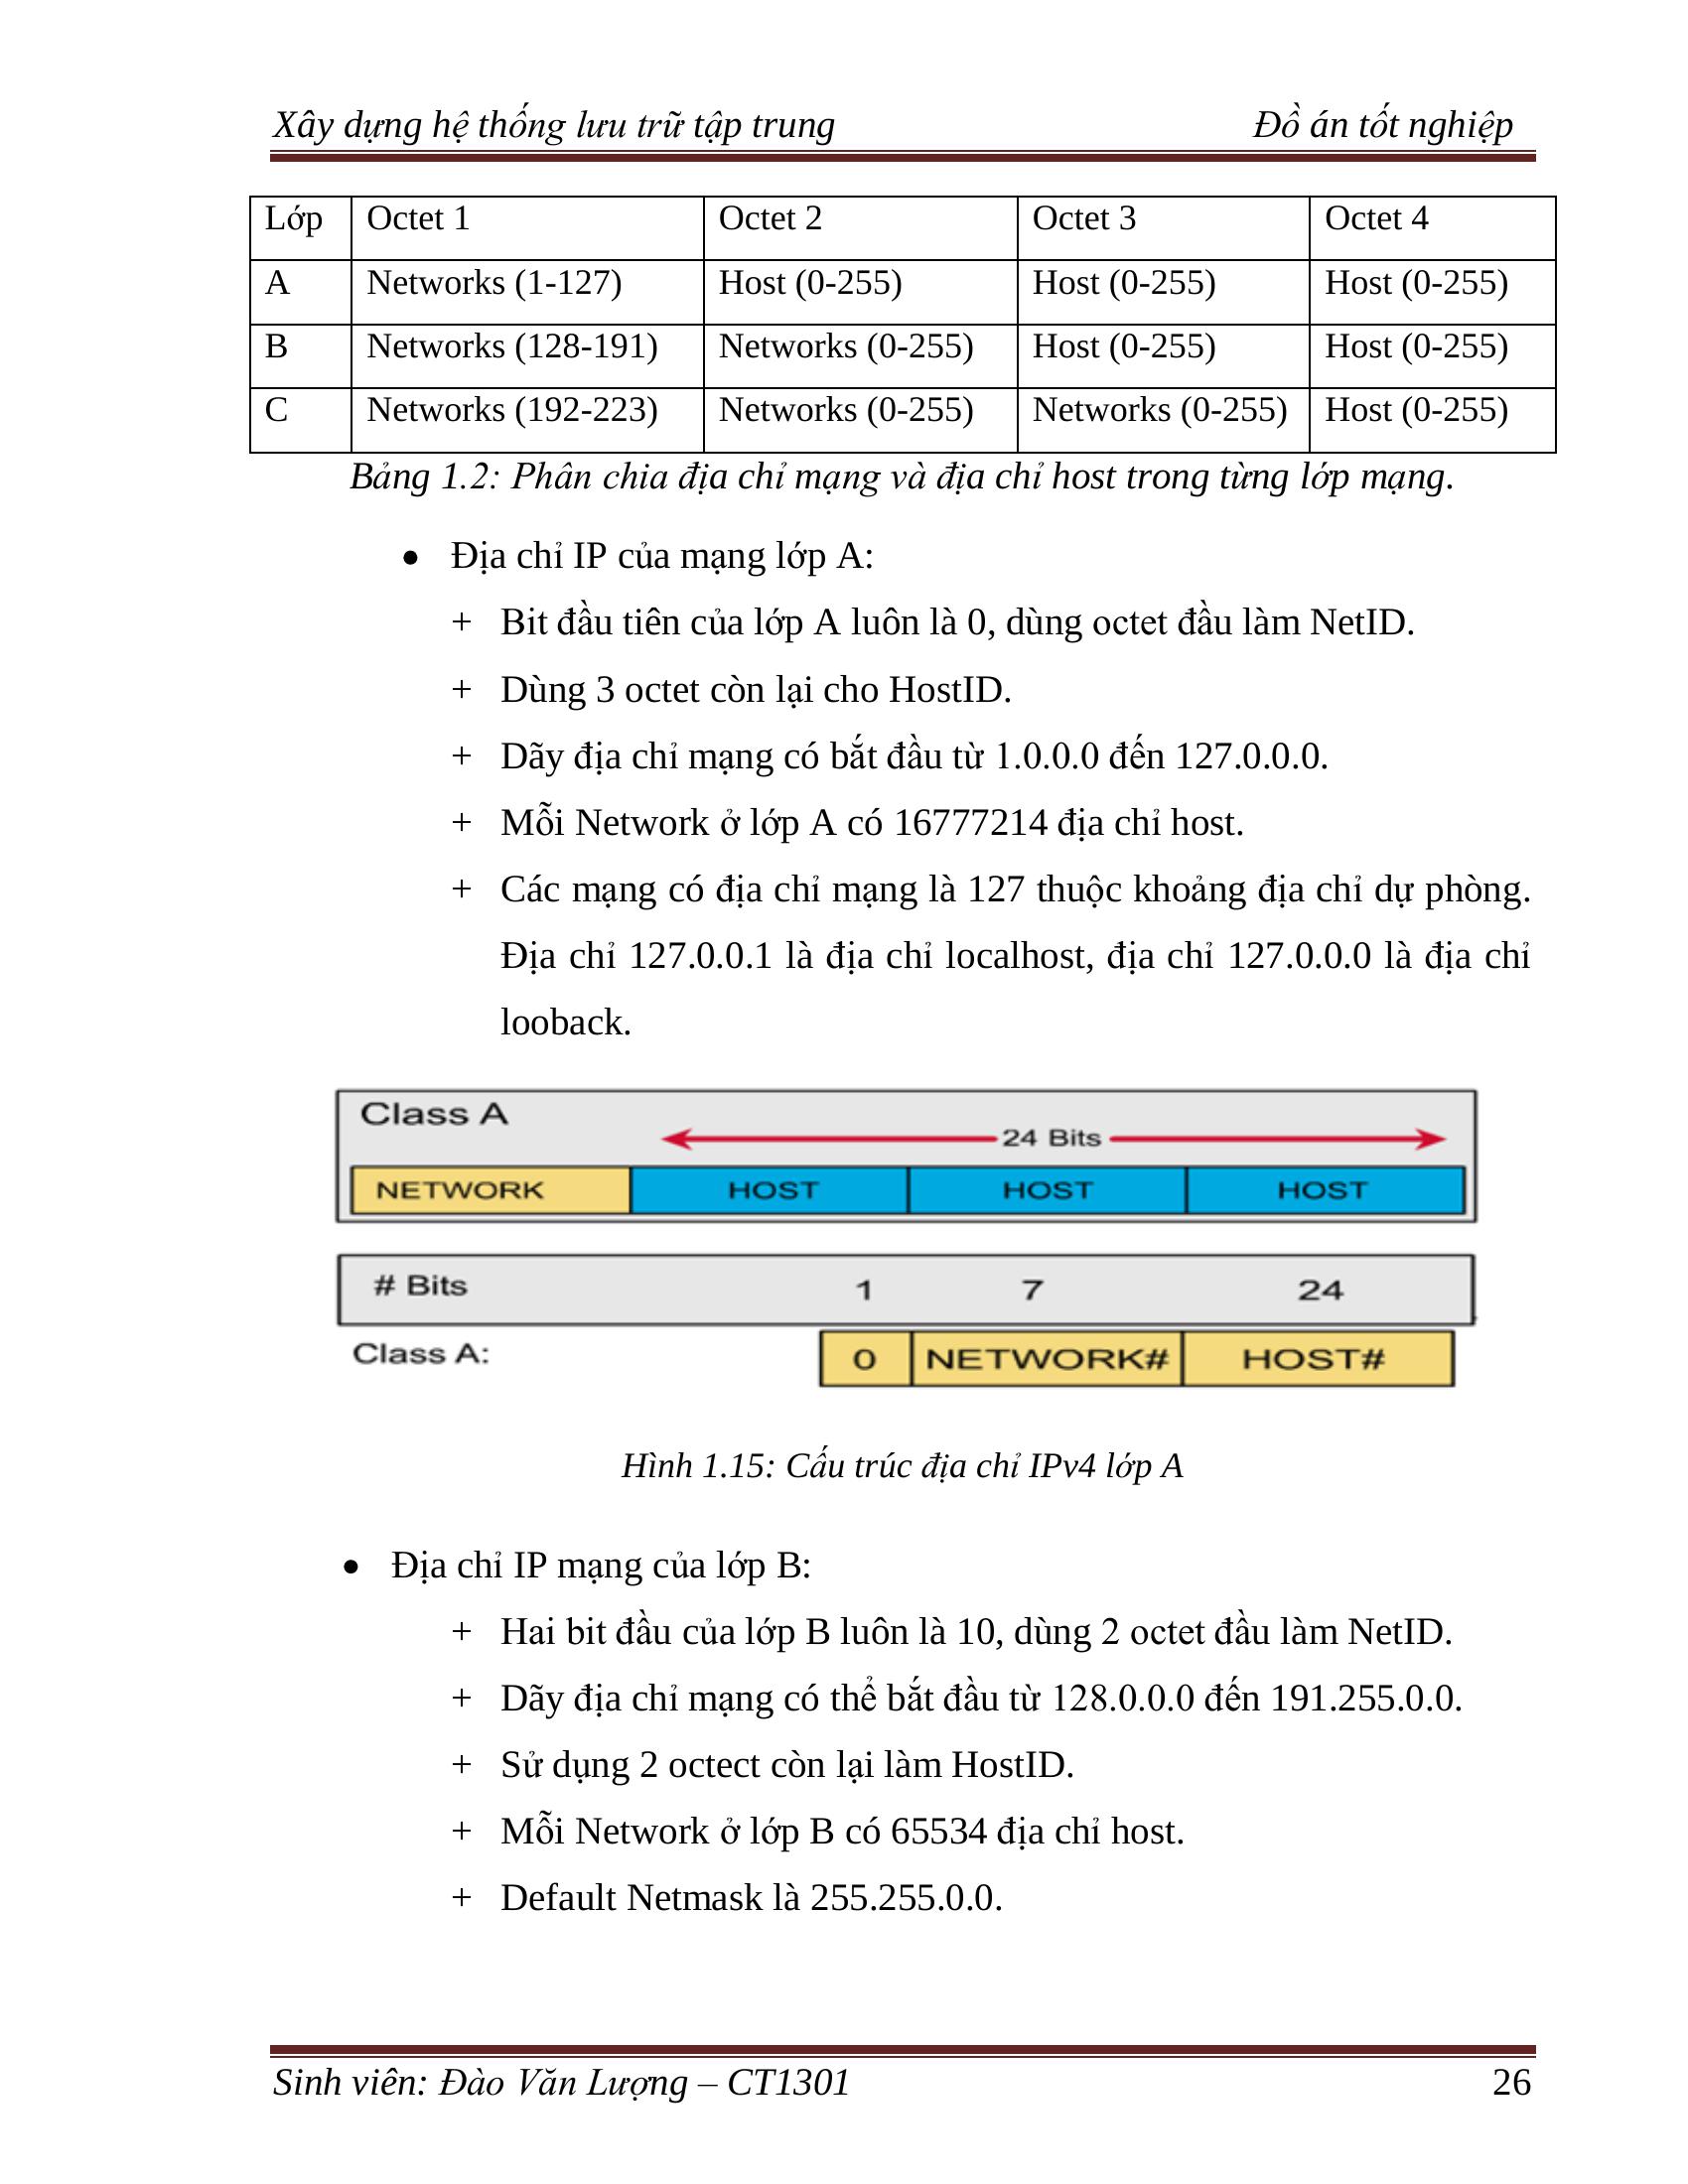 Xây dựng hệ thống lưu trữ tập trung Đồ án tốt nghiệp
Lớp Octet 1 Octet 2 Octet 3 Octet 4
A Networks (1-127) Host (0-255) Host (0-255) Host (0-255)
B Networks (128-191) Networks (0-255) Host (0-255) Host (0-255)
C Networks (192-223) Networks (0-255) Networks (0-255) Host (0-255)
Bảng 1.2: Phân chia địa chỉ mạng và địa chỉ host trong từng lớp mạng.
• Địa chỉ IP của mạng lớp A:
+ Bit đầu tiên của lớp A luôn là 0, dùng octet đầu làm NetID.
+ Dùng 3 octet còn lại cho HostID.
+ Dãy địa chỉ mạng có bắt đầu từ 1.0.0.0 đến 127.0.0.0.
+ Mỗi Network ở lớp A có 16777214 địa chỉ host.
+ Các mạng có địa chỉ mạng là 127 thuộc khoảng địa chỉ dự phòng.
Địa chỉ 127.0.0.1 là địa chỉ localhost, địa chỉ 127.0.0.0 là địa chỉ
looback.
Class A
24 Bits
NETWORK HOST HOST HOST
# Bits 1 7 24
Class A: 0 NETWORK# HOST#
Hình 1.15: Cấu trúc địa chỉ IPv4 lớp A
• Địa chỉ IP mạng của lớp B:
+ Hai bit đầu của lớp B luôn là 10, dùng 2 octet đầu làm NetID.
+ Dãy địa chỉ mạng có thể bắt đầu từ 128.0.0.0 đến 191.255.0.0.
+ Sử dụng 2 octect còn lại làm HostID.
+ Mỗi Network ở lớp B có 65534 địa chỉ host.
+ Default Netmask là 255.255.0.0.
Sinh viên: Đào Văn Lượng – CT1301 26